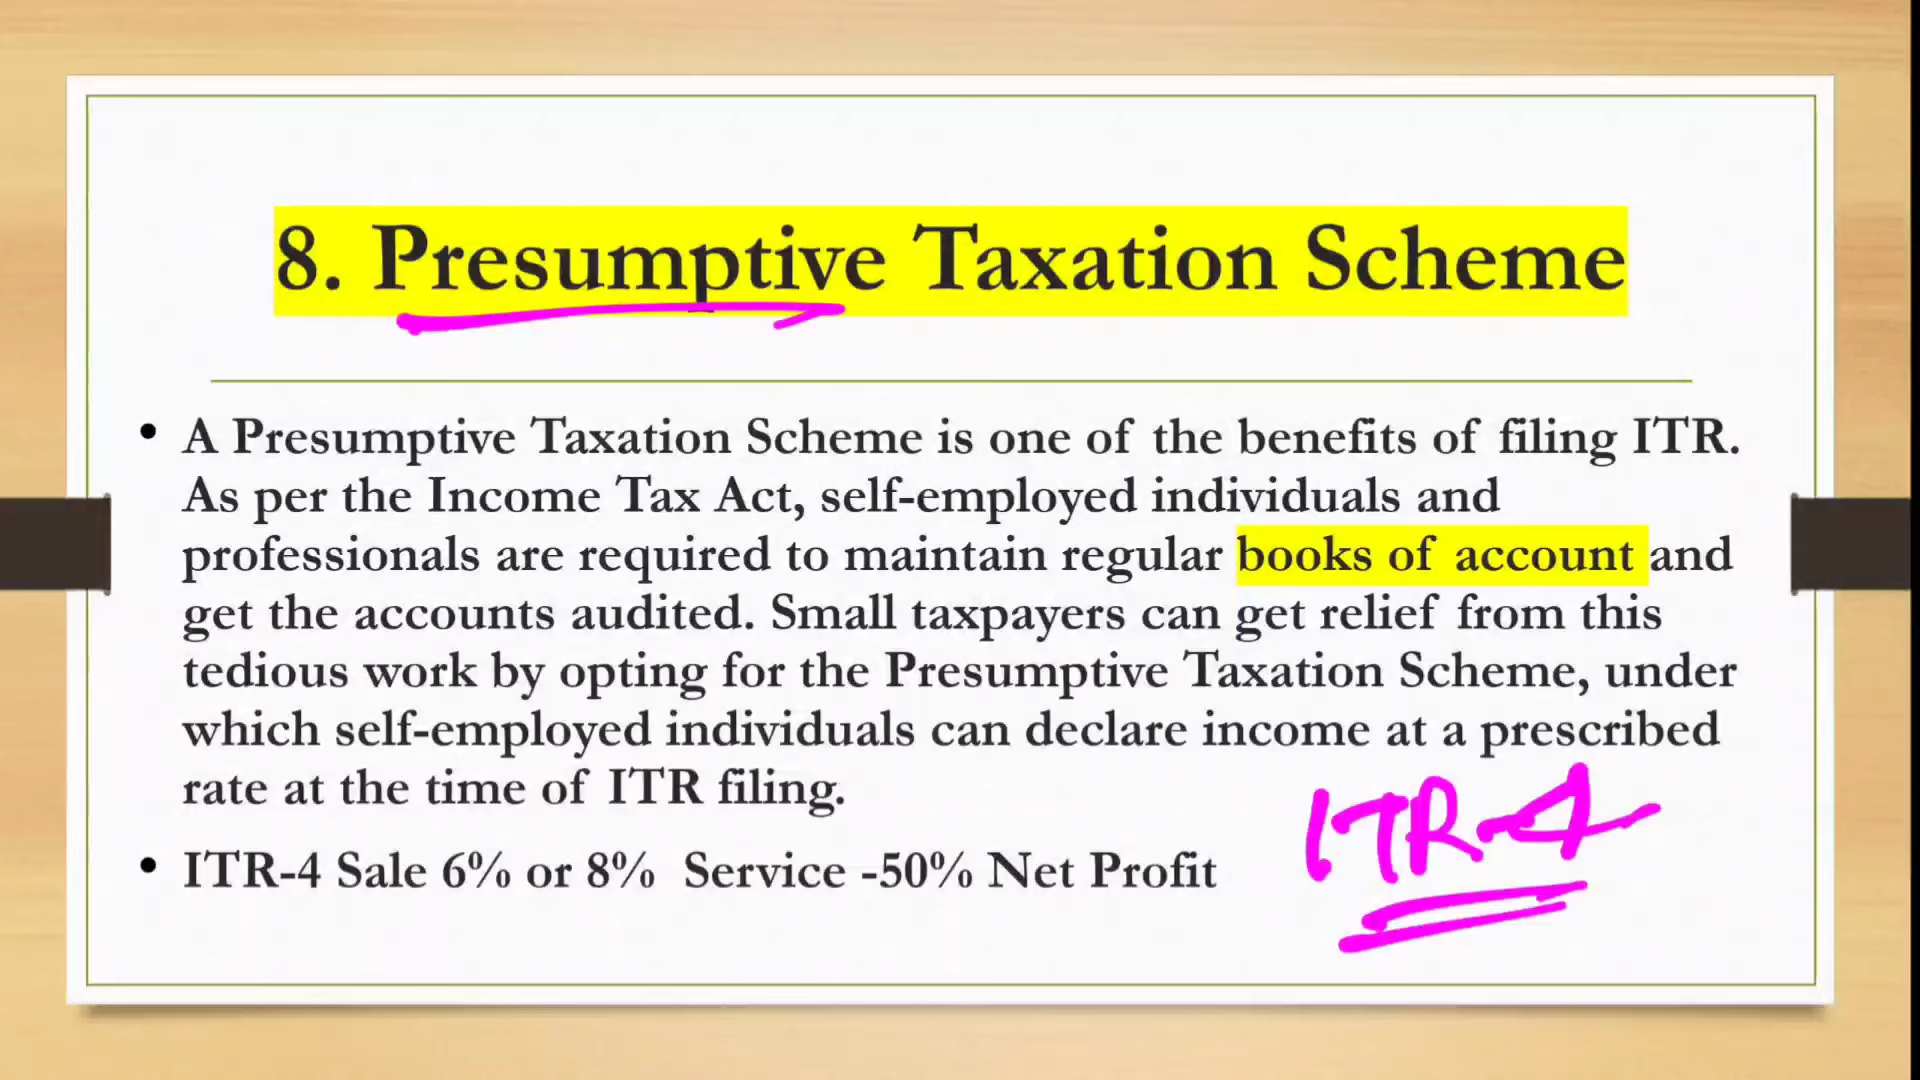 8. Presumptive Taxation Scheme
• A Presumptive Taxation Scheme is one of the benefits of filing ITR.
As per the Income Tax Act, self-employed individuals and
professionals are required to maintain regular books of account and
get the accounts audited. Small taxpayers can get relief from this
tedious work by opting for the Presumptive Taxation Scheme, under
which self-employed individuals can declare income at a prescribed
rate at the time of ITR filing.
ITR-4
• ITR-4 Sale 6% or 8% Service -50% Net Profit